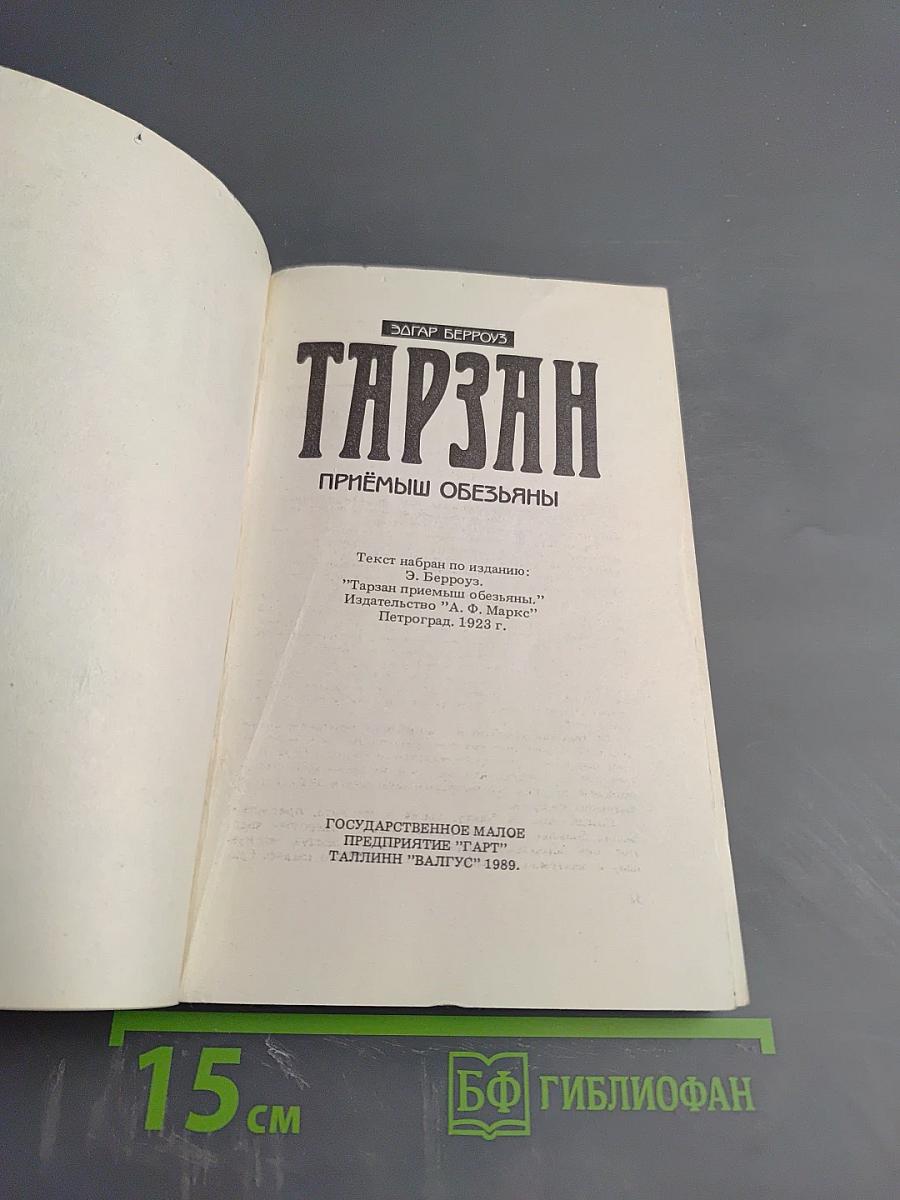 ЭДГАР БЕРРОУЗ
ТАРЗАН
ПРИЁМЫШ ОБЕЗЬЯНЫ
Текст набран по изданию:
Э. Берроуз.
"Тарзан приемыш обезьяны."
Издательство "А. Ф. Маркс"
Петроград. 1923 г.
ГОСУДАРСТВЕННОЕ МАЛОЕ
ПРЕДПРИЯТИЕ "ГАРТ"
ТАЛЛИНН "ВАЛГУС" 1989.
15 см
БФ ГИБЛИОФАН